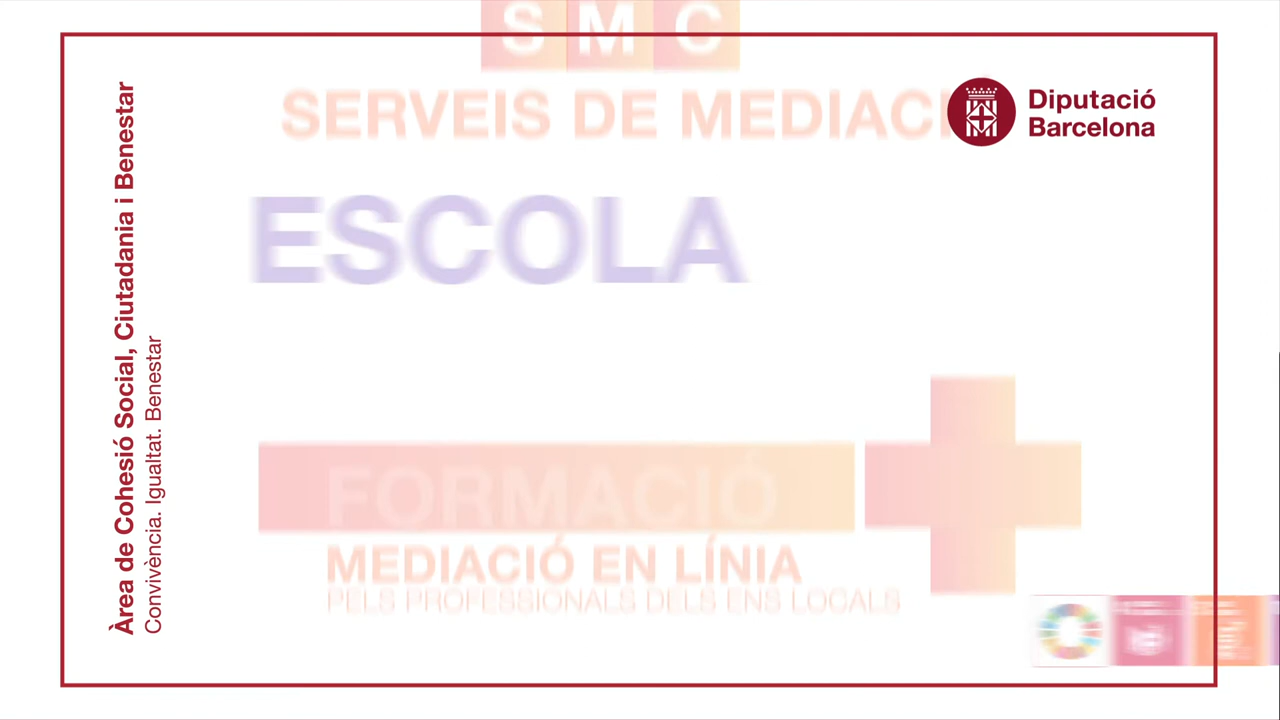 SMC
SERVEIS DE MEDIACI
Diputació
Barcelona
Àrea de Cohesió Social, Ciutadania i Benestar
Convivència. Igualtat. Benestar
ESCOLA
FORMACIÓ
MEDIACIÓ EN LÍNIA
PELS PROFESSIONALS DELS ENS LOCALS